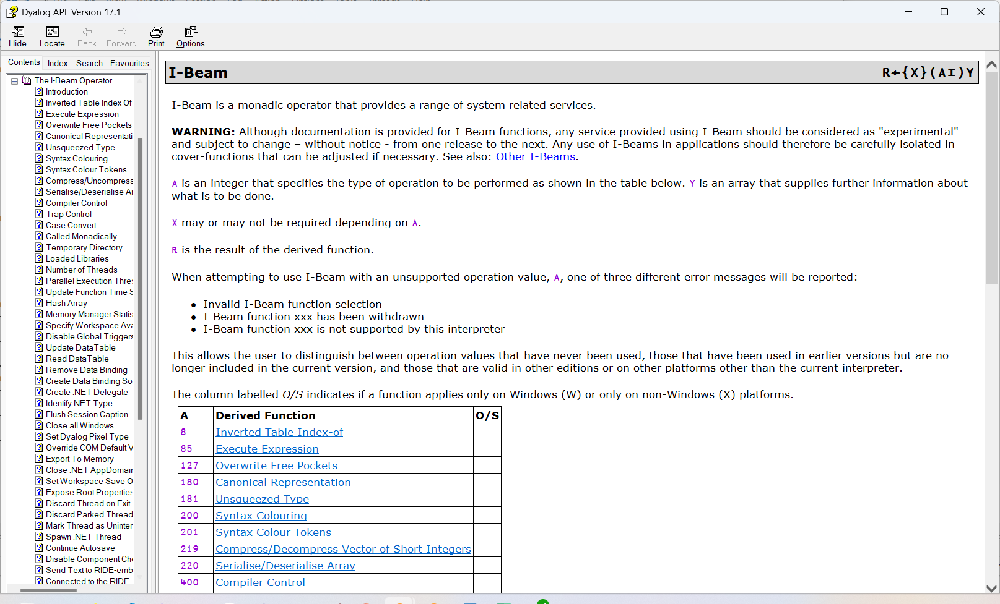 Dyalog APL Version 17.1
Hide Locate Back Forward Print Options
Contents Index Search Favourites
The I-Beam Operator
Introduction
Inverted Table Index Of
Execute Expression
Overwrite Free Pockets
Canonical Representati
Unsqueezed Type
Syntax Colouring
Syntax Colour Tokens
Compress/Uncompress
Serialise/Deserialise Ar
Compiler Control
Trap Control
Case Convert
Called Monadically
Temporary Directory
Loaded Libraries
Number of Threads
Parallel Execution Thres
Update Function Time S
Hash Array
Memory Manager Statis
Specify Workspace Ava
Disable Global Triggers
Update DataTable
Read DataTable
Remove Data Binding
Create Data Binding So
Create .NET Delegate
Identify NET Type
Flush Session Caption
Close all Windows
Set Dyalog Pixel Type
Override COM Default V
Export To Memory
Close .NET AppDomain
Set Workspace Save O
Expose Root Properties
Discard Thread on Exit
Discard Parked Thread
Mark Thread as Uninter
Spawn .NET Thread
Continue Autosave
Disable Component Che
Send Text to RIDE-emb
Connected to the RIDE
I-Beam R←{X}(A⌶)Y
I-Beam is a monadic operator that provides a range of system related services.
WARNING: Although documentation is provided for I-Beam functions, any service provided using I-Beam should be considered as "experimental"
and subject to change – without notice - from one release to the next. Any use of I-Beams in applications should therefore be carefully isolated in
cover-functions that can be adjusted if necessary. See also: Other I-Beams.
A is an integer that specifies the type of operation to be performed as shown in the table below. Y is an array that supplies further information about
what is to be done.
X may or may not be required depending on A.
R is the result of the derived function.
When attempting to use I-Beam with an unsupported operation value, A, one of three different error messages will be reported:
• Invalid I-Beam function selection
• I-Beam function xxx has been withdrawn
• I-Beam function xxx is not supported by this interpreter
This allows the user to distinguish between operation values that have never been used, those that have been used in earlier versions but are no
longer included in the current version, and those that are valid in other editions or on other platforms other than the current interpreter.
The column labelled O/S indicates if a function applies only on Windows (W) or only on non-Windows (X) platforms.
A Derived Function O/S
8 Inverted Table Index-of
85 Execute Expression
127 Overwrite Free Pockets
180 Canonical Representation
181 Unsqueezed Type
200 Syntax Colouring
201 Syntax Colour Tokens
219 Compress/Decompress Vector of Short Integers
220 Serialise/Deserialise Array
400 Compiler Control